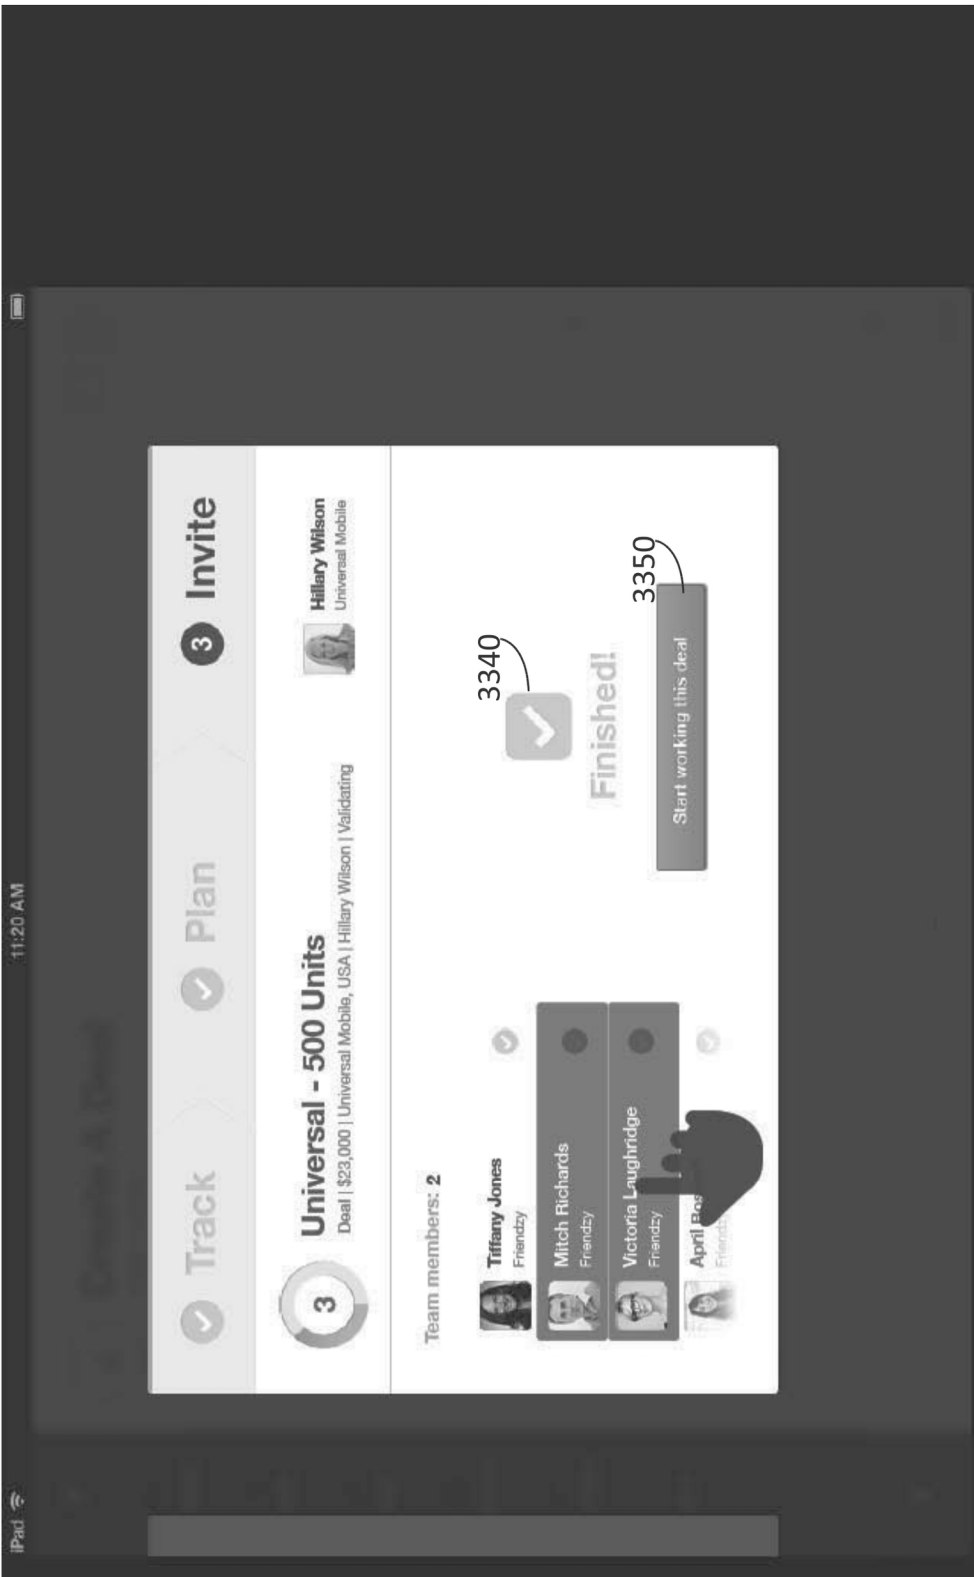 iPad
11:20 AM
Track
Plan
3 Invite
3
Universal - 500 Units
Deal | $23,000 | Universal Mobile, USA | Hillary Wilson | Validating
Hillary Wilson
Universal Mobile
Team members: 2
Tiffany Jones
Friendzy
Mitch Richards
Friendzy
Victoria Laughridge
Friendzy
April
3340
Finished!
3350
Start working this deal